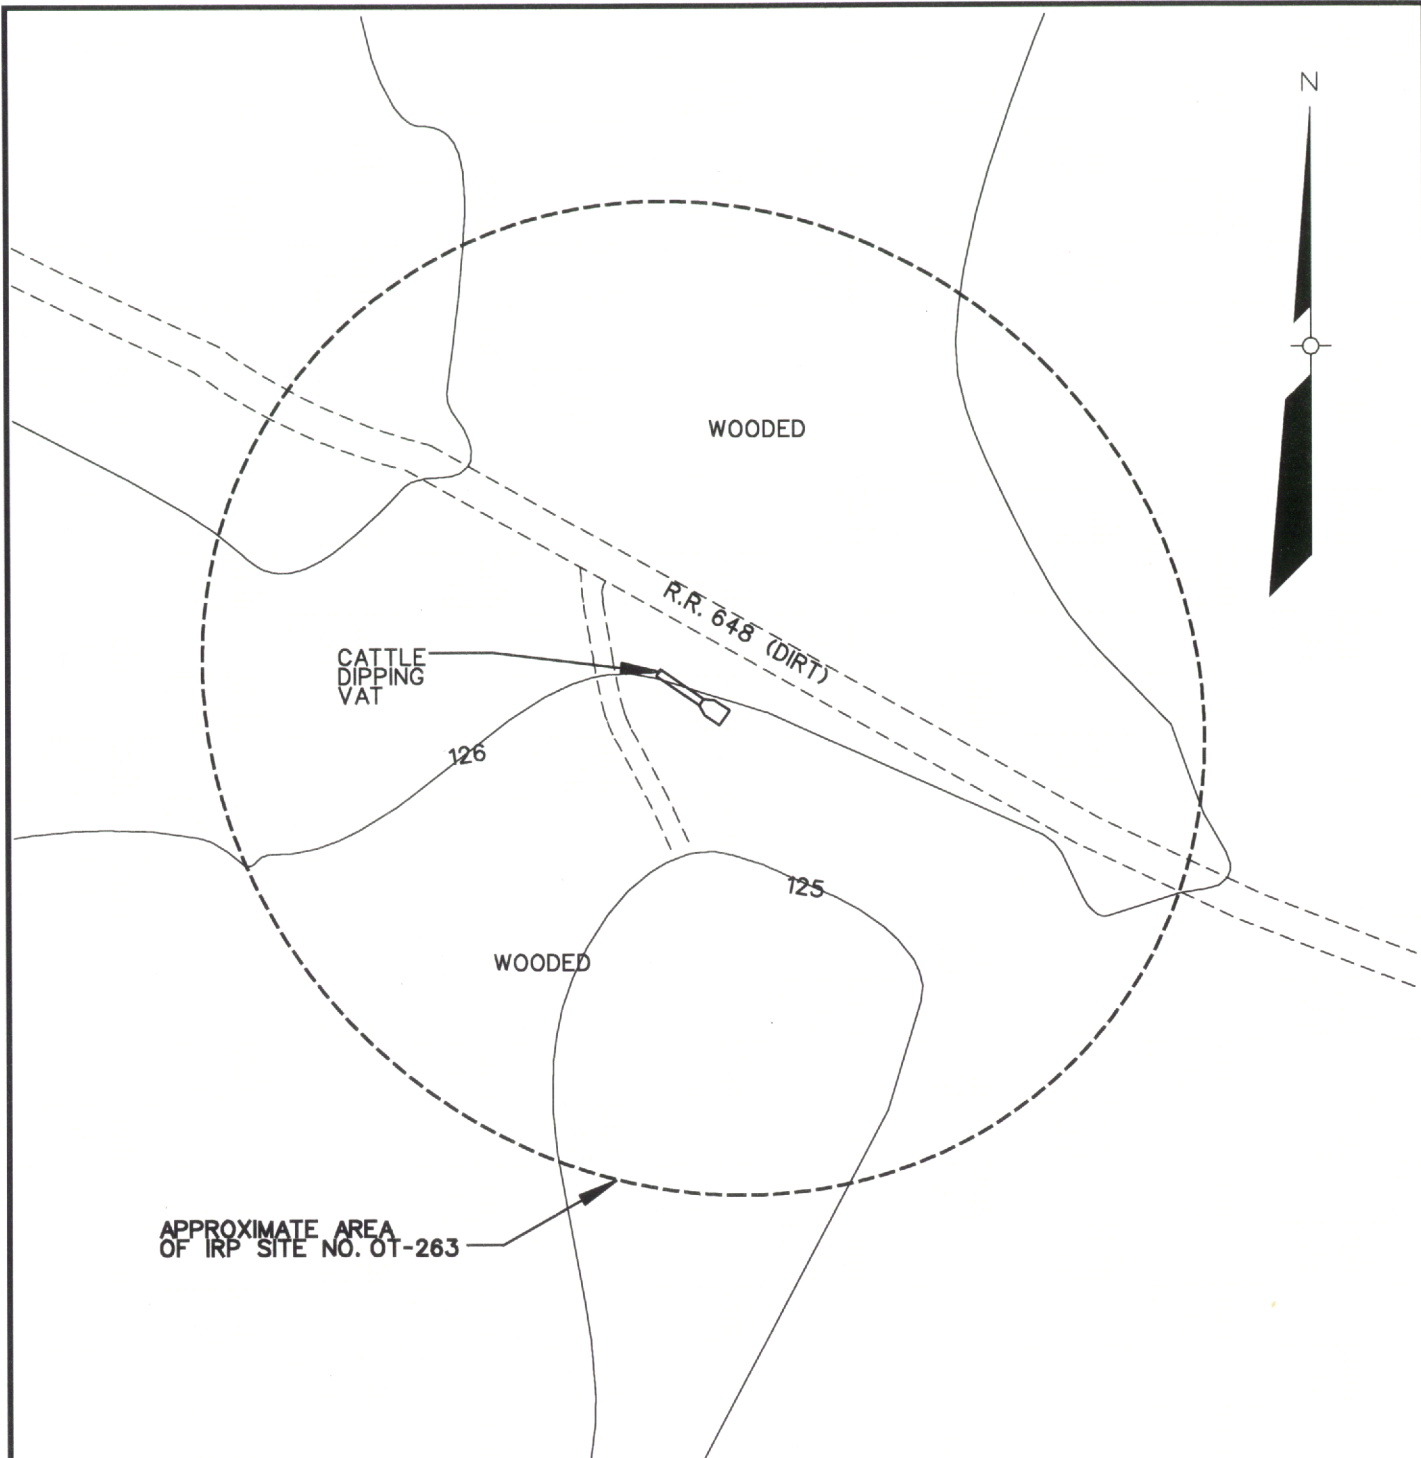 N
WOODED
R.R. 648 (DIRT)
CATTLE
DIPPING
VAT
126
125
WOODED
APPROXIMATE AREA
OF IRP SITE NO. OT-263